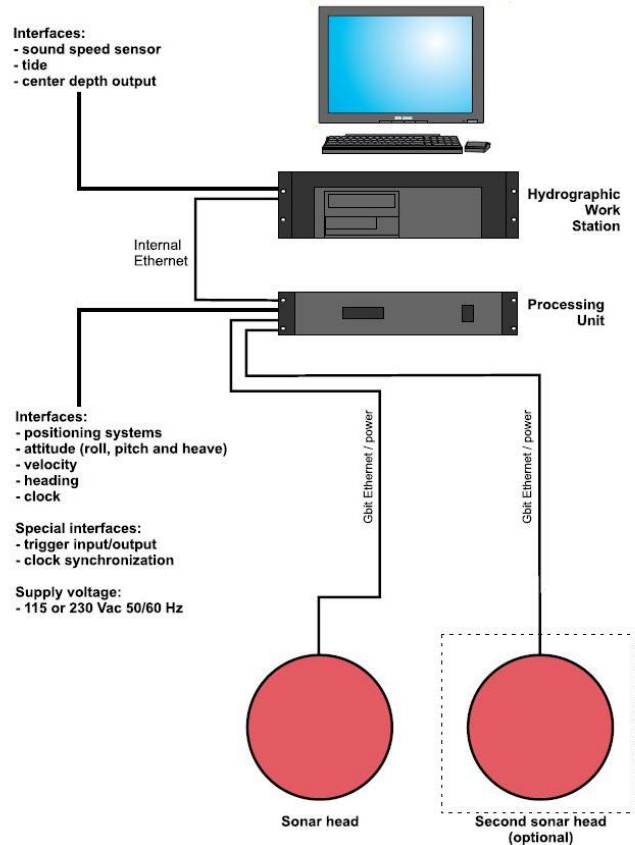 Interfaces:
- sound speed sensor
- tide
- center depth output
Hydrographic
Work
Station
Internal
Ethernet
Processing
Unit
Interfaces:
- positioning systems
- attitude (roll, pitch and heave)
- velocity
- heading
- clock
Special interfaces:
- trigger input/output
- clock synchronization
Supply voltage:
- 115 or 230 Vac 50/60 Hz
Gbit Ethernet / power
Gbit Ethernet / power
Sonar head
Second sonar head
(optional)